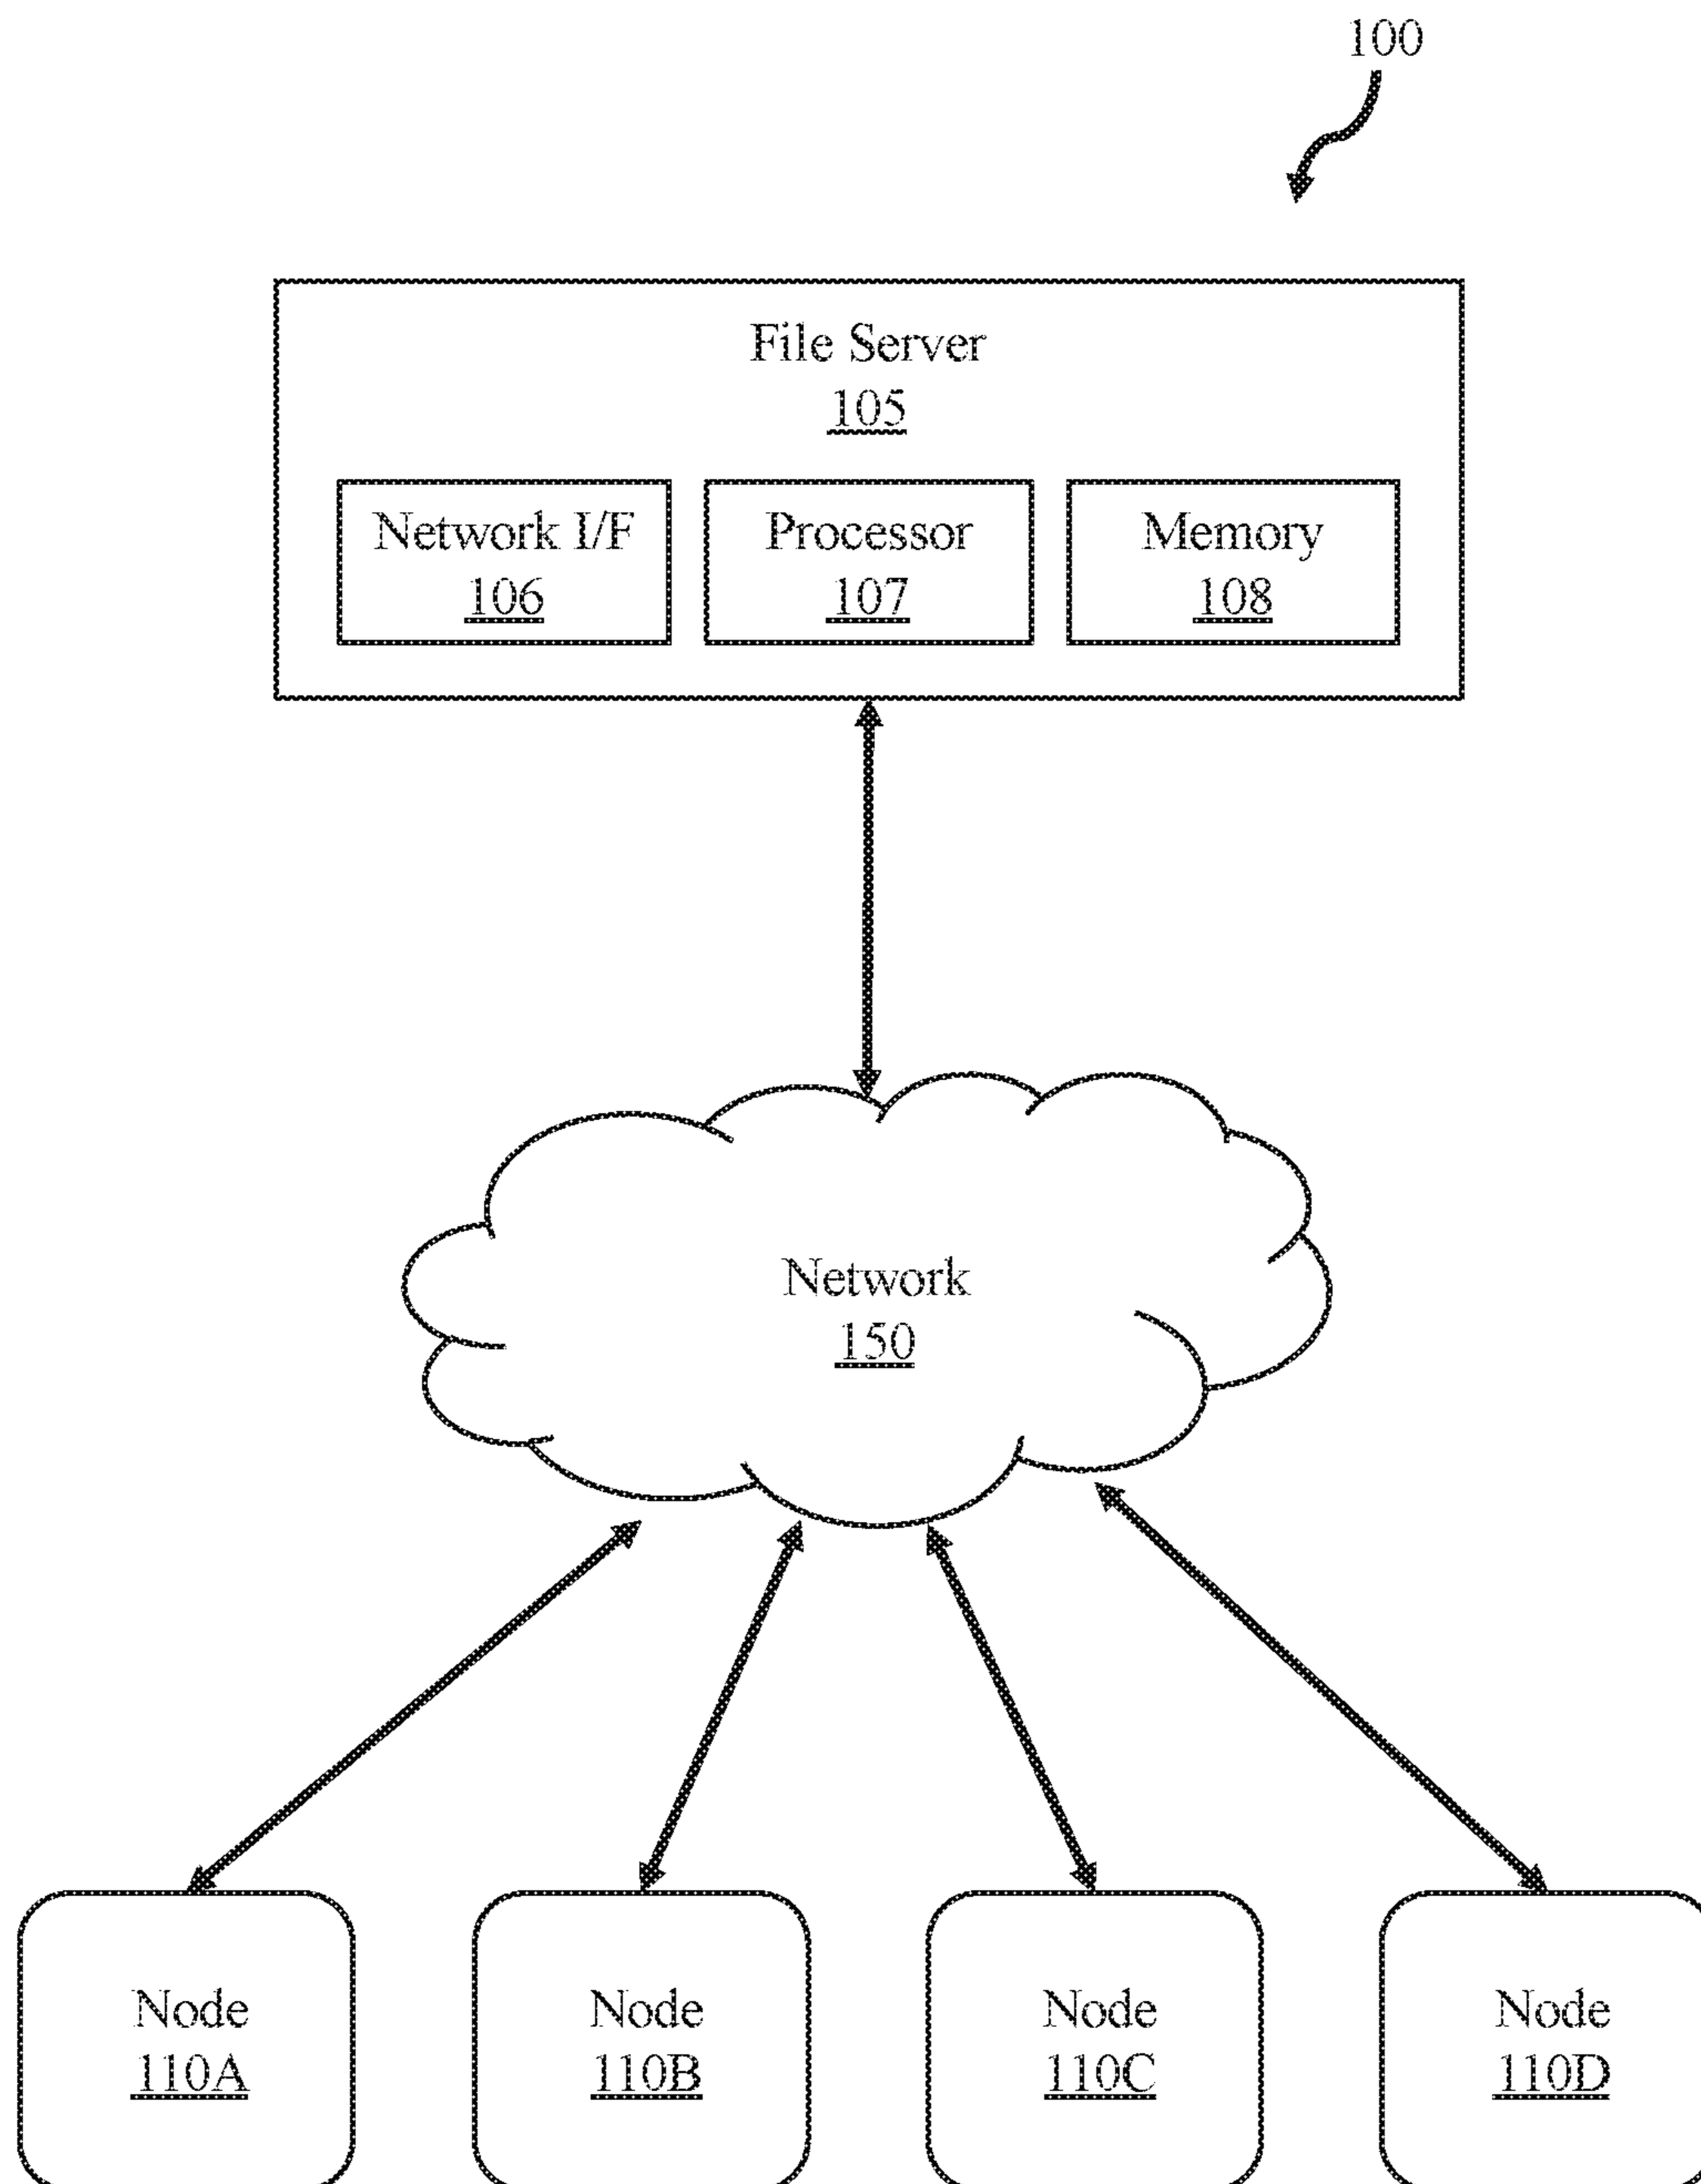 100
File Server
105
Network I/F
106
Processor
107
Memory
108
Network
150
Node
110A
Node
110B
Node
110C
Node
110D